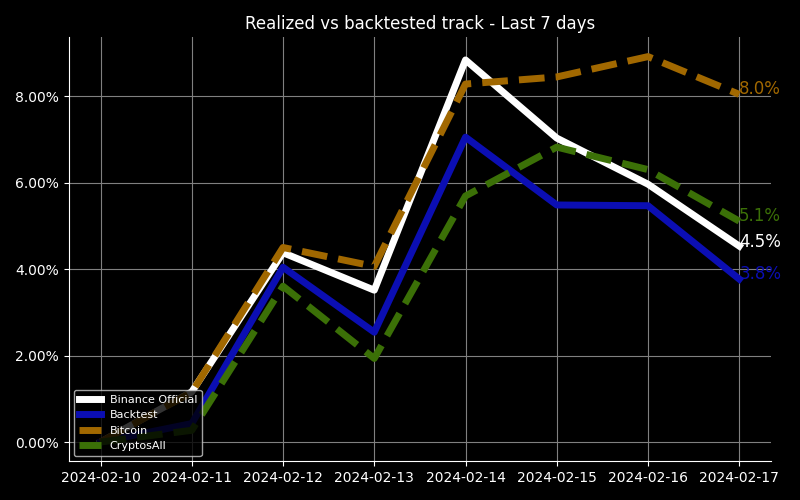 Realized vs backtested track - Last 7 days
8.00%
6.00%
4.00%
2.00%
0.00%
8.0%
5.1%
4.5%
3.8%
Binance Official
Backtest
Bitcoin
CryptosAll
2024-02-10 2024-02-11 2024-02-12 2024-02-13 2024-02-14 2024-02-15 2024-02-16 2024-02-17